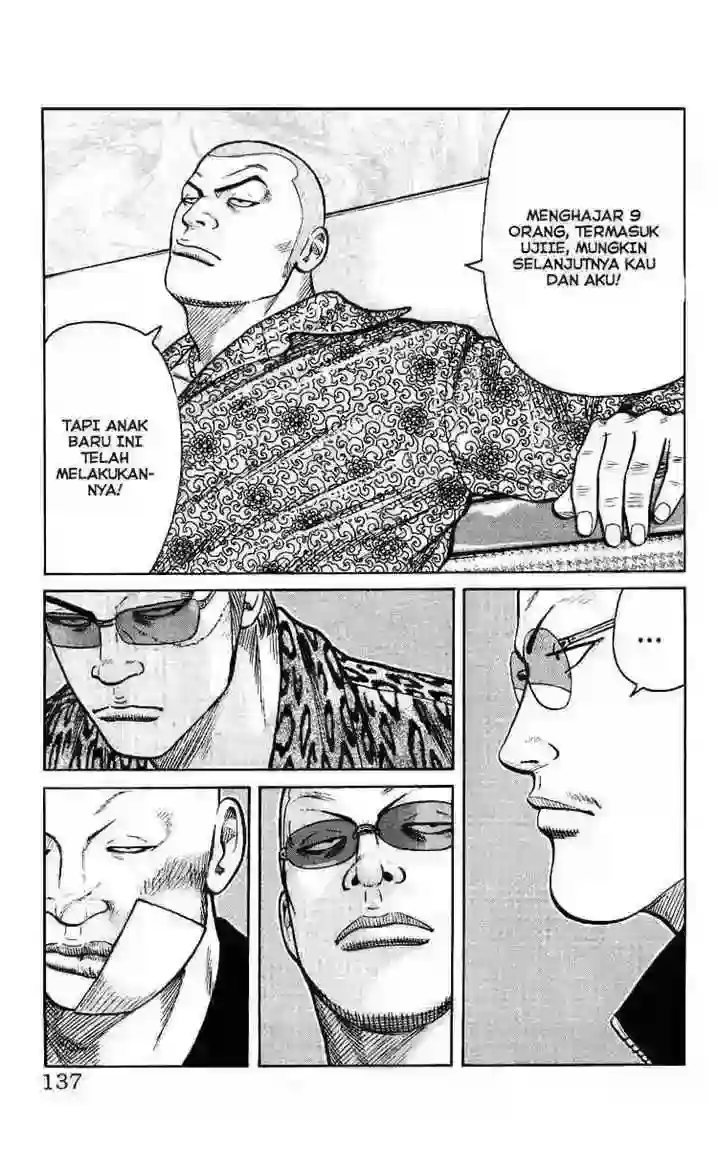 MENGHAJAR 9
ORANG, TERMASUK
UJIIE, MUNGKIN
SELANJUTNYA KAU
DAN AKU!
TAPI ANAK
BARU INI
TELAH
MELAKUKAN-
NYA!
...
137